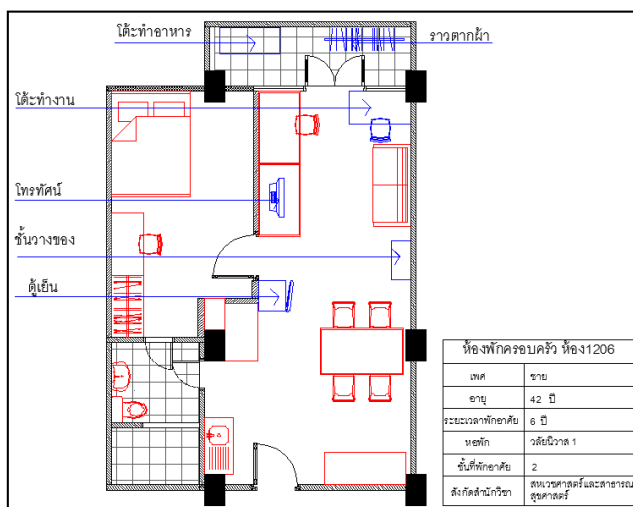 โต๊ะทำอาหาร
ราวตากผ้า
โต๊ะทำงาน
โทรทัศน์
ชั้นวางของ
ตู้เย็น
ห้องพักครอบครัว ห้อง1206
เพศ ชาย
อายุ 42 ปี
ระยะเวลาพักอาศัย 6 ปี
หอพัก วลัยนิวาส 1
ชั้นที่พักอาศัย 2
สังกัดสำนักวิชา สหเวชศาสตร์และสาธารณ
สุขศาสตร์